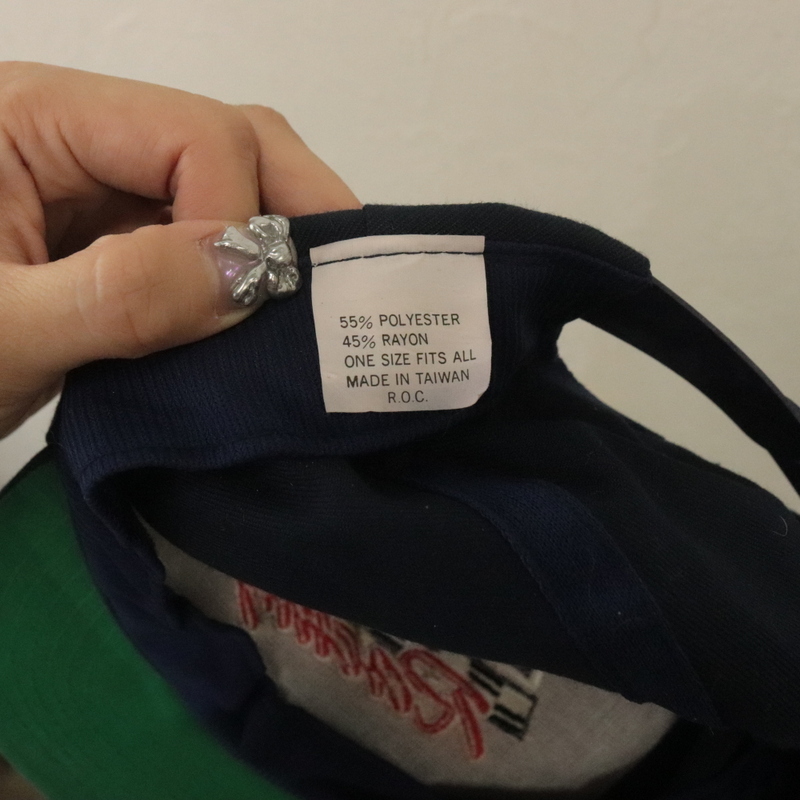 55% POLYESTER
45% RAYON
ONE SIZE FITS ALL
MADE IN TAIWAN
R.O.C.